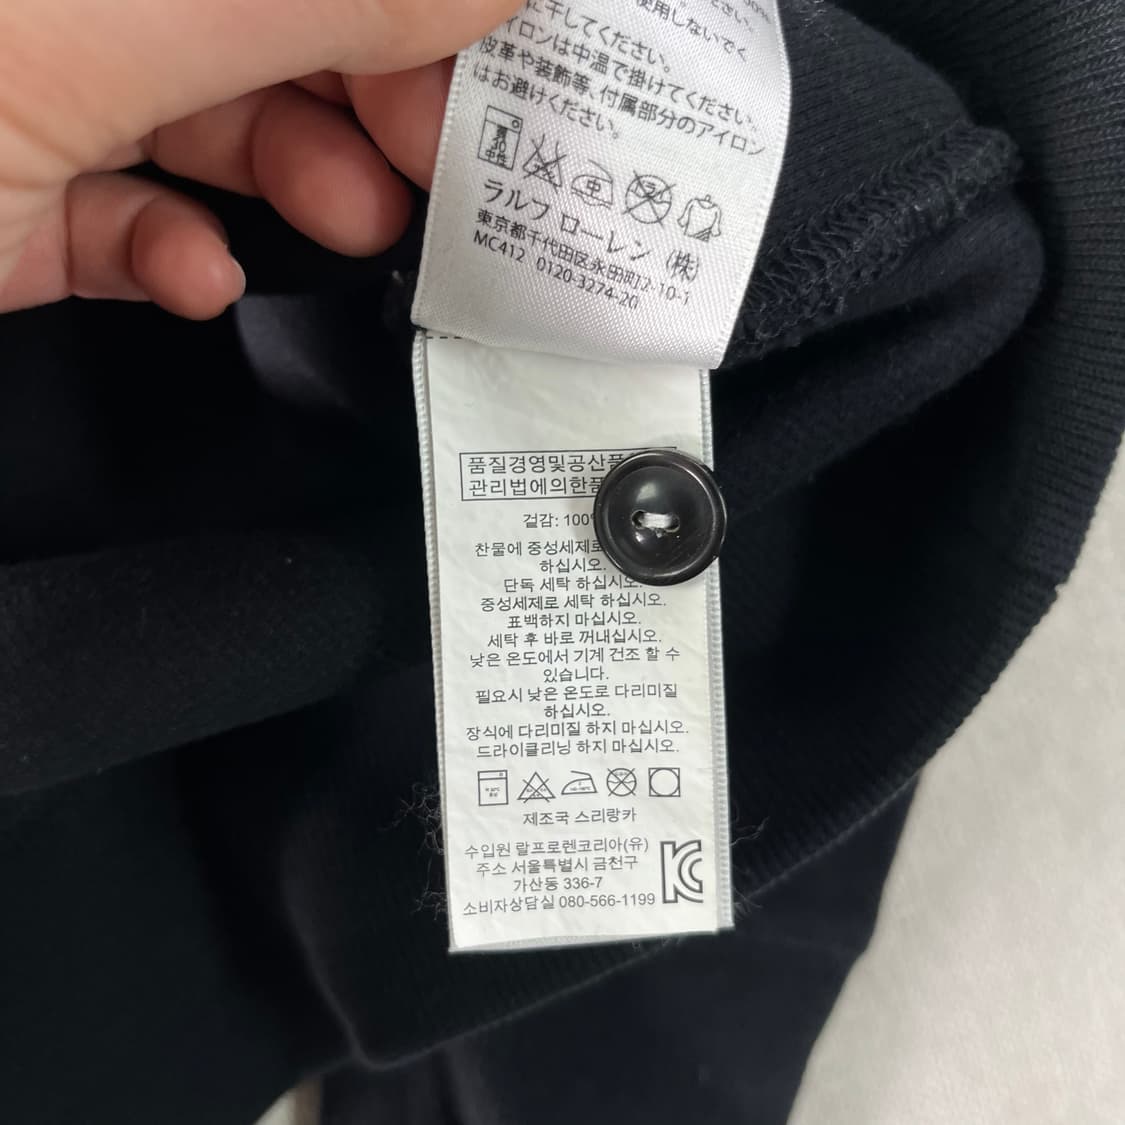 使用しないでく
に干してください。
イロンは中温で掛けてください。
皮革や装飾等、付属部分のアイロン
はお避けください。
中
ラルフ ローレン (株)
東京都千代田区永田町2-10-1
MC412 0120-3274-20
품질경영및공산품
관리법에의한품
겉감: 100%
찬물에 중성세제로
하십시오.
단독 세탁 하십시오.
중성세제로 세탁 하십시오.
표백하지 마십시오.
세탁 후 바로 꺼내십시오.
낮은 온도에서 기계 건조 할 수
있습니다.
필요시 낮은 온도로 다리미질
하십시오.
장식에 다리미질 하지 마십시오.
드라이클리닝 하지 마십시오.
제조국 스리랑카
수입원 랄프로렌코리아(유)
주소 서울특별시 금천구
가산동 336-7
소비자상담실 080-566-1199